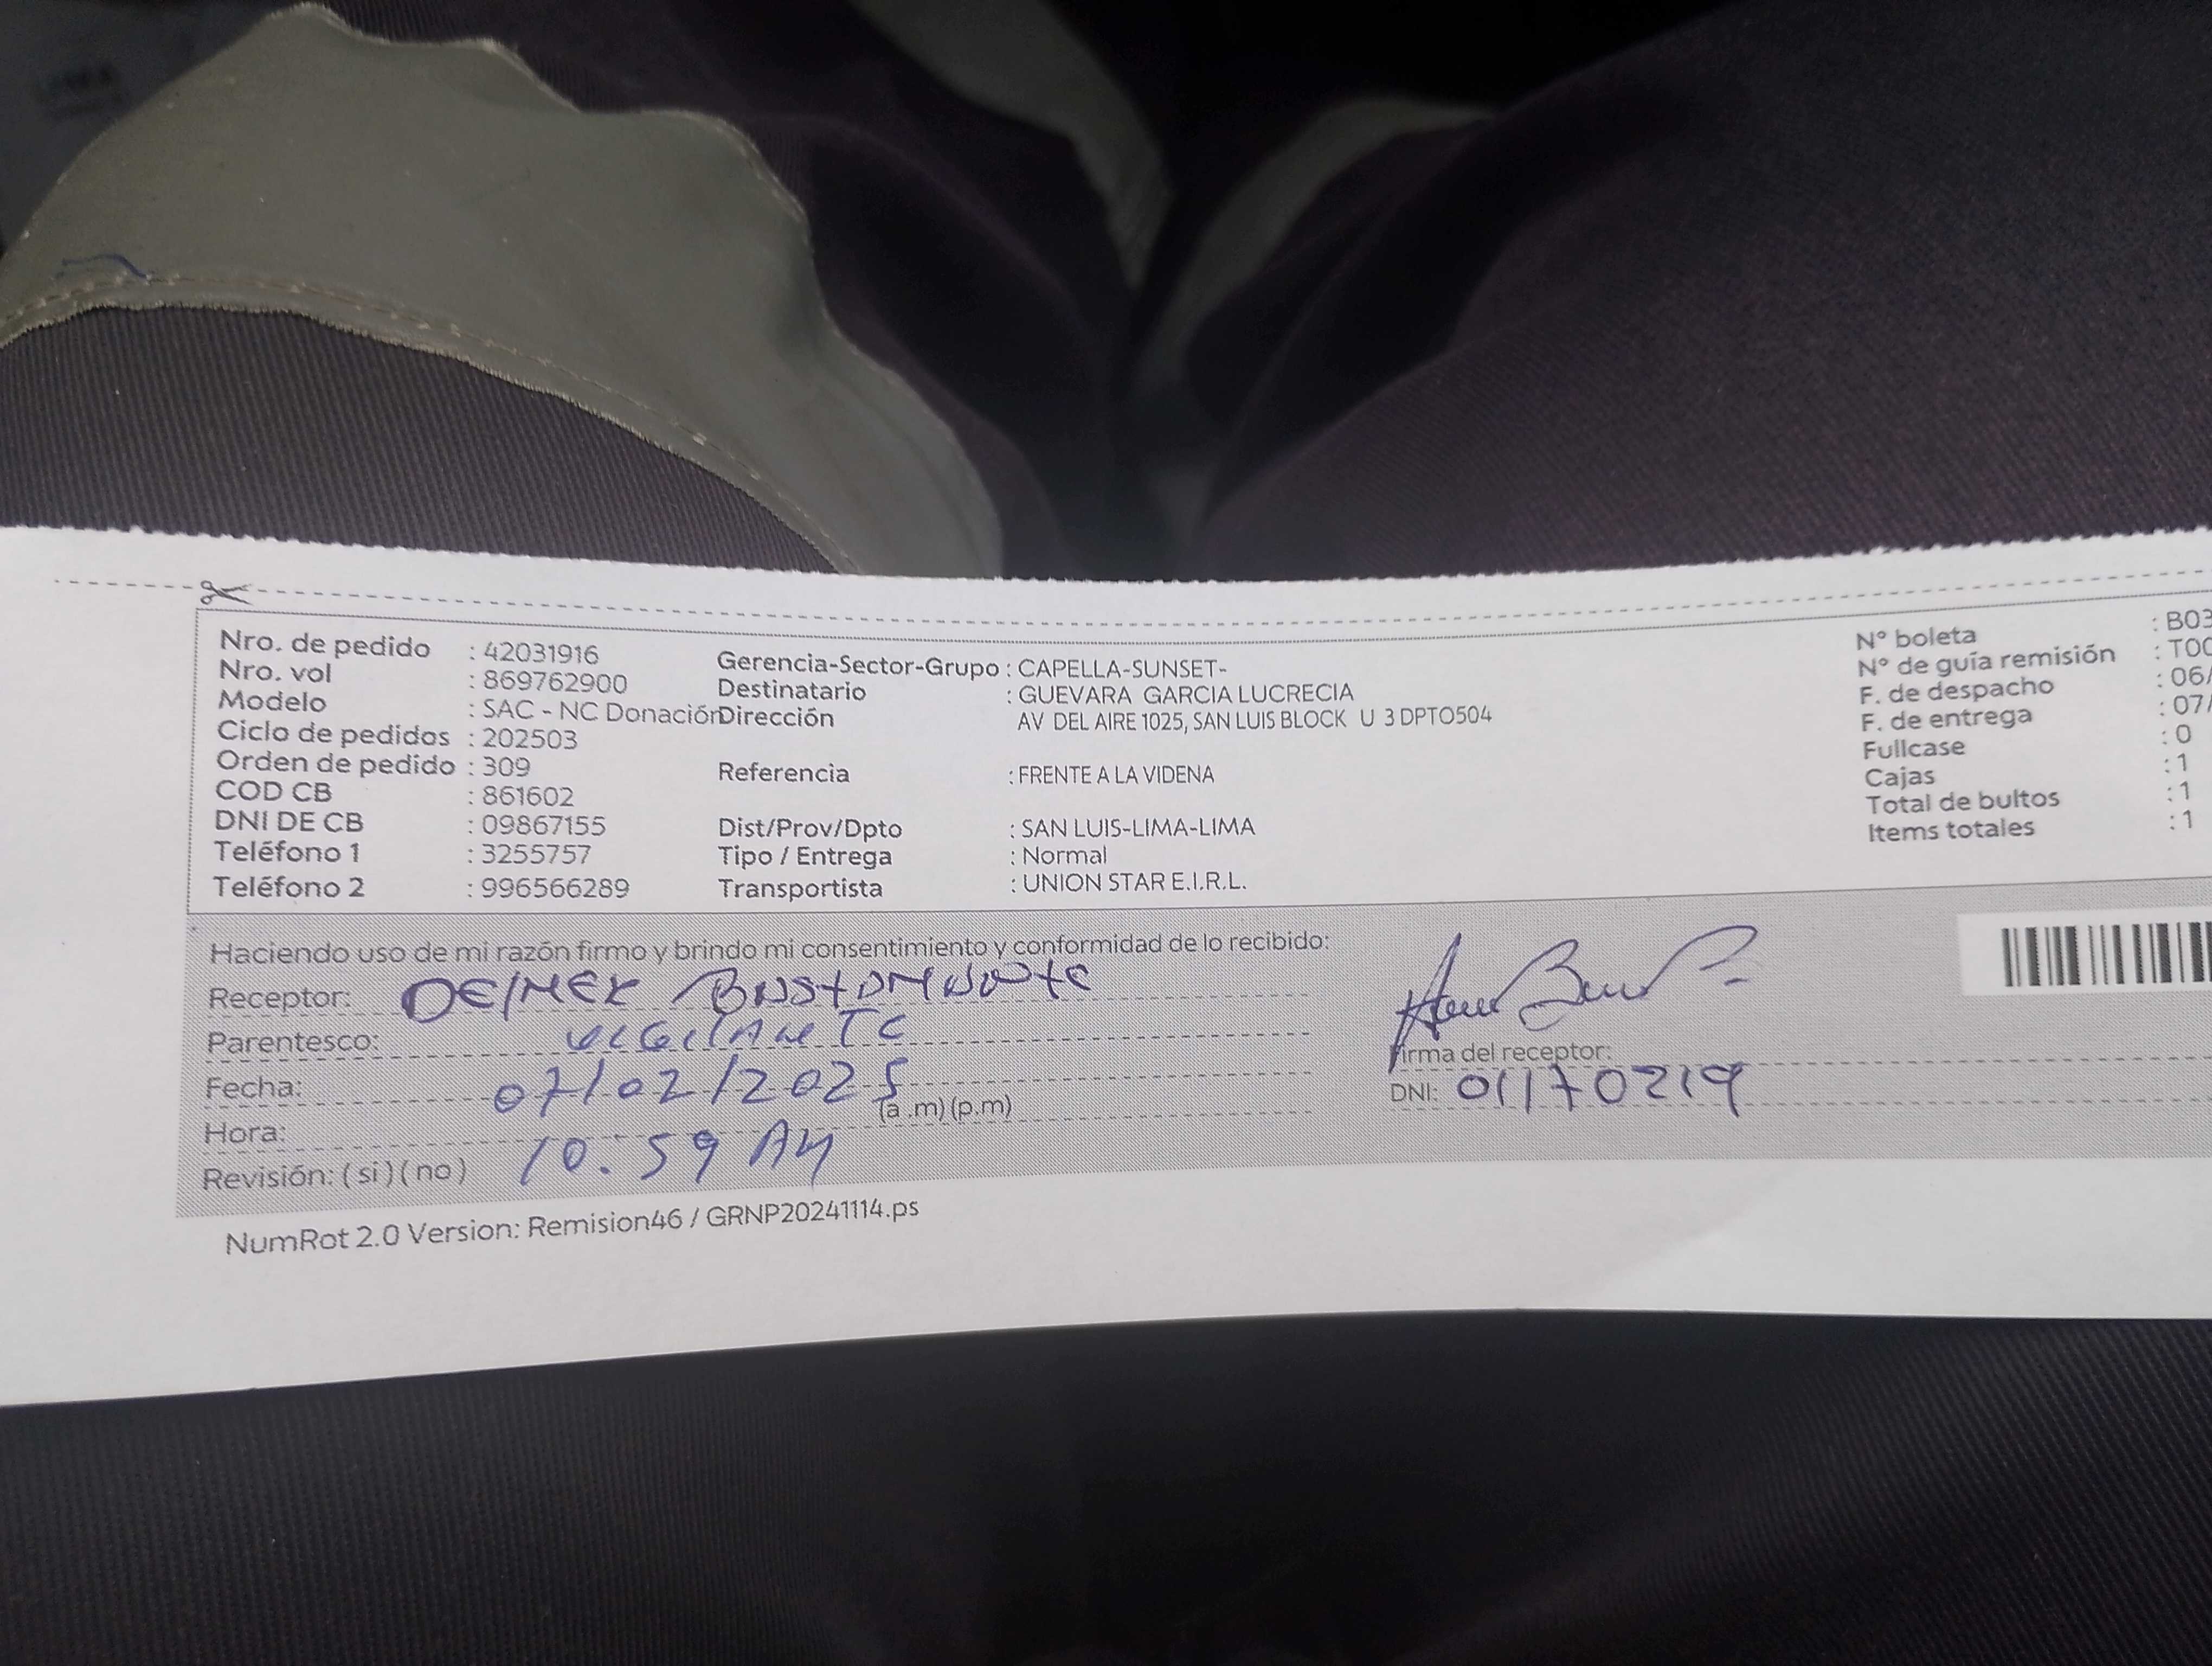 Nro. de pedido : 42031916
Nro. vol : 869762900
Modelo : SAC - NC Donación
Ciclo de pedidos : 202503
Orden de pedido : 309
COD CB : 861602
DNI DE CB : 09867155
Teléfono 1 : 3255757
Teléfono 2 : 996566289
Gerencia-Sector-Grupo : CAPELLA-SUNSET-
Destinatario : GUEVARA GARCIA LUCRECIA
Dirección AV DEL AIRE 1025, SAN LUIS BLOCK U 3 DPTO504
Referencia : FRENTE A LA VIDENA
Dist/Prov/Dpto : SAN LUIS-LIMA-LIMA
Tipo / Entrega : Normal
Transportista : UNION STAR E.I.R.L.
N° boleta : B03
N° de guía remisión : T00
F. de despacho : 06/
F. de entrega : 07/
Fullcase : 0
Cajas : 1
Total de bultos : 1
Items totales : 1
Haciendo uso de mi razón firmo y brindo mi consentimiento y conformidad de lo recibido:
Receptor:
Parentesco: VIGILANTE
Fecha: 07/02/2025
(a .m) (p.m)
Hora: 10:59 AM
Revisión: (si) (no)
Firma del receptor:
DNI: 01170219
NumRot 2.0 Version: Remision46 / GRNP20241114.ps